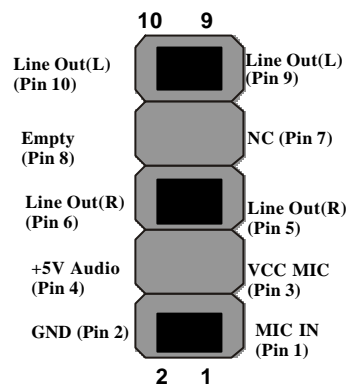 10 9
Line Out(L)
(Pin 10)
Line Out(L)
(Pin 9)
Empty
(Pin 8)
NC (Pin 7)
Line Out(R)
(Pin 6)
Line Out(R)
(Pin 5)
+5V Audio
(Pin 4)
VCC MIC
(Pin 3)
GND (Pin 2)
MIC IN
(Pin 1)
2 1